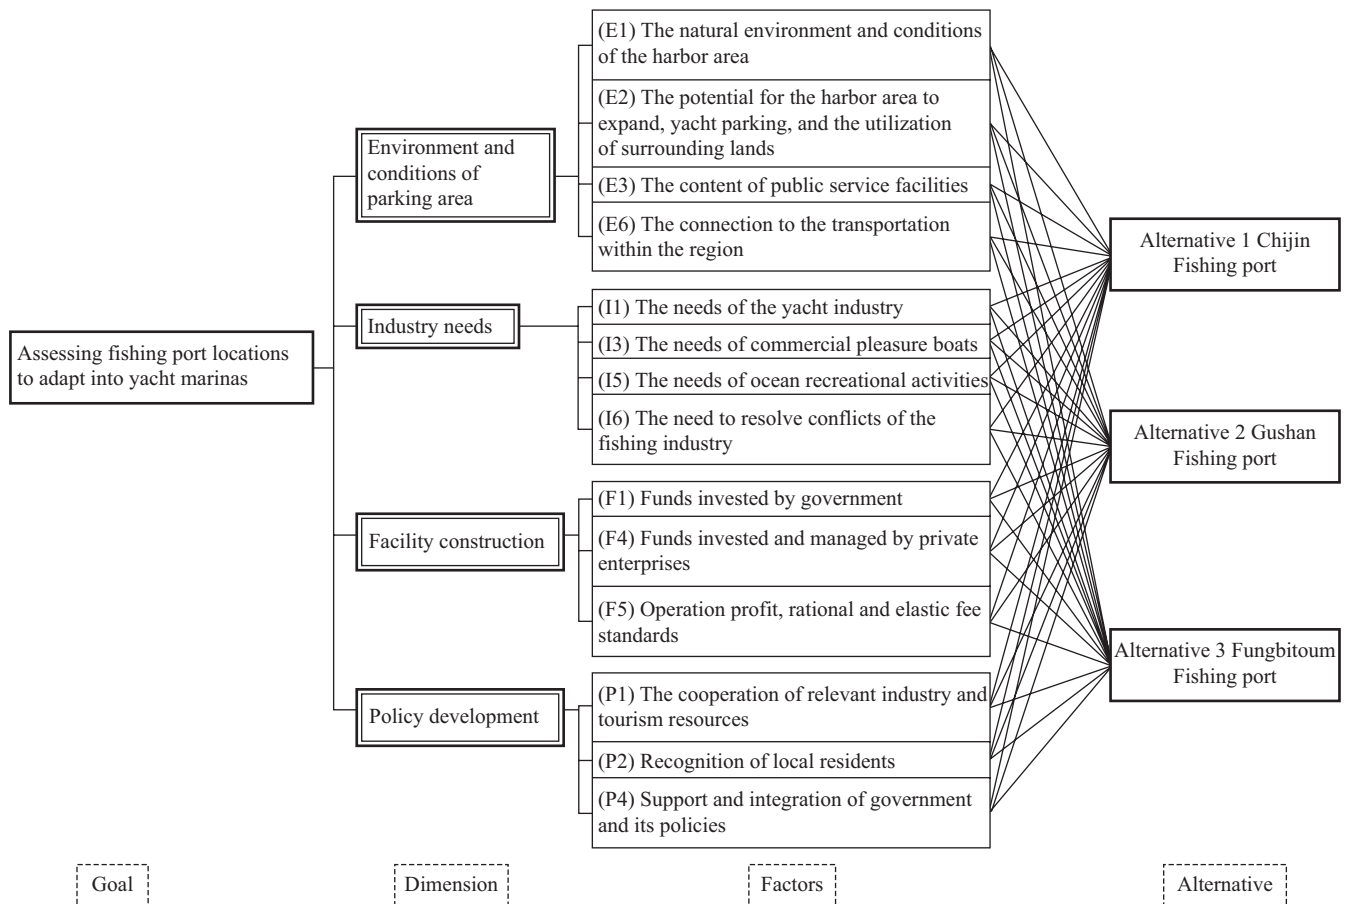 Assessing fishing port locations
to adapt into yacht marinas
Environment and
conditions of
parking area
Industry needs
Facility construction
Policy development
(E1) The natural environment and conditions
of the harbor area
(E2) The potential for the harbor area to
expand, yacht parking, and the utilization
of surrounding lands
(E3) The content of public service facilities
(E6) The connection to the transportation
within the region
(I1) The needs of the yacht industry
(I3) The needs of commercial pleasure boats
(I5) The needs of ocean recreational activities
(I6) The need to resolve conflicts of the
fishing industry
(F1) Funds invested by government
(F4) Funds invested and managed by private
enterprises
(F5) Operation profit, rational and elastic fee
standards
(P1) The cooperation of relevant industry and
tourism resources
(P2) Recognition of local residents
(P4) Support and integration of government
and its policies
Alternative 1 Chijin
Fishing port
Alternative 2 Gushan
Fishing port
Alternative 3 Fungbitoum
Fishing port
Goal
Dimension
Factors
Alternative